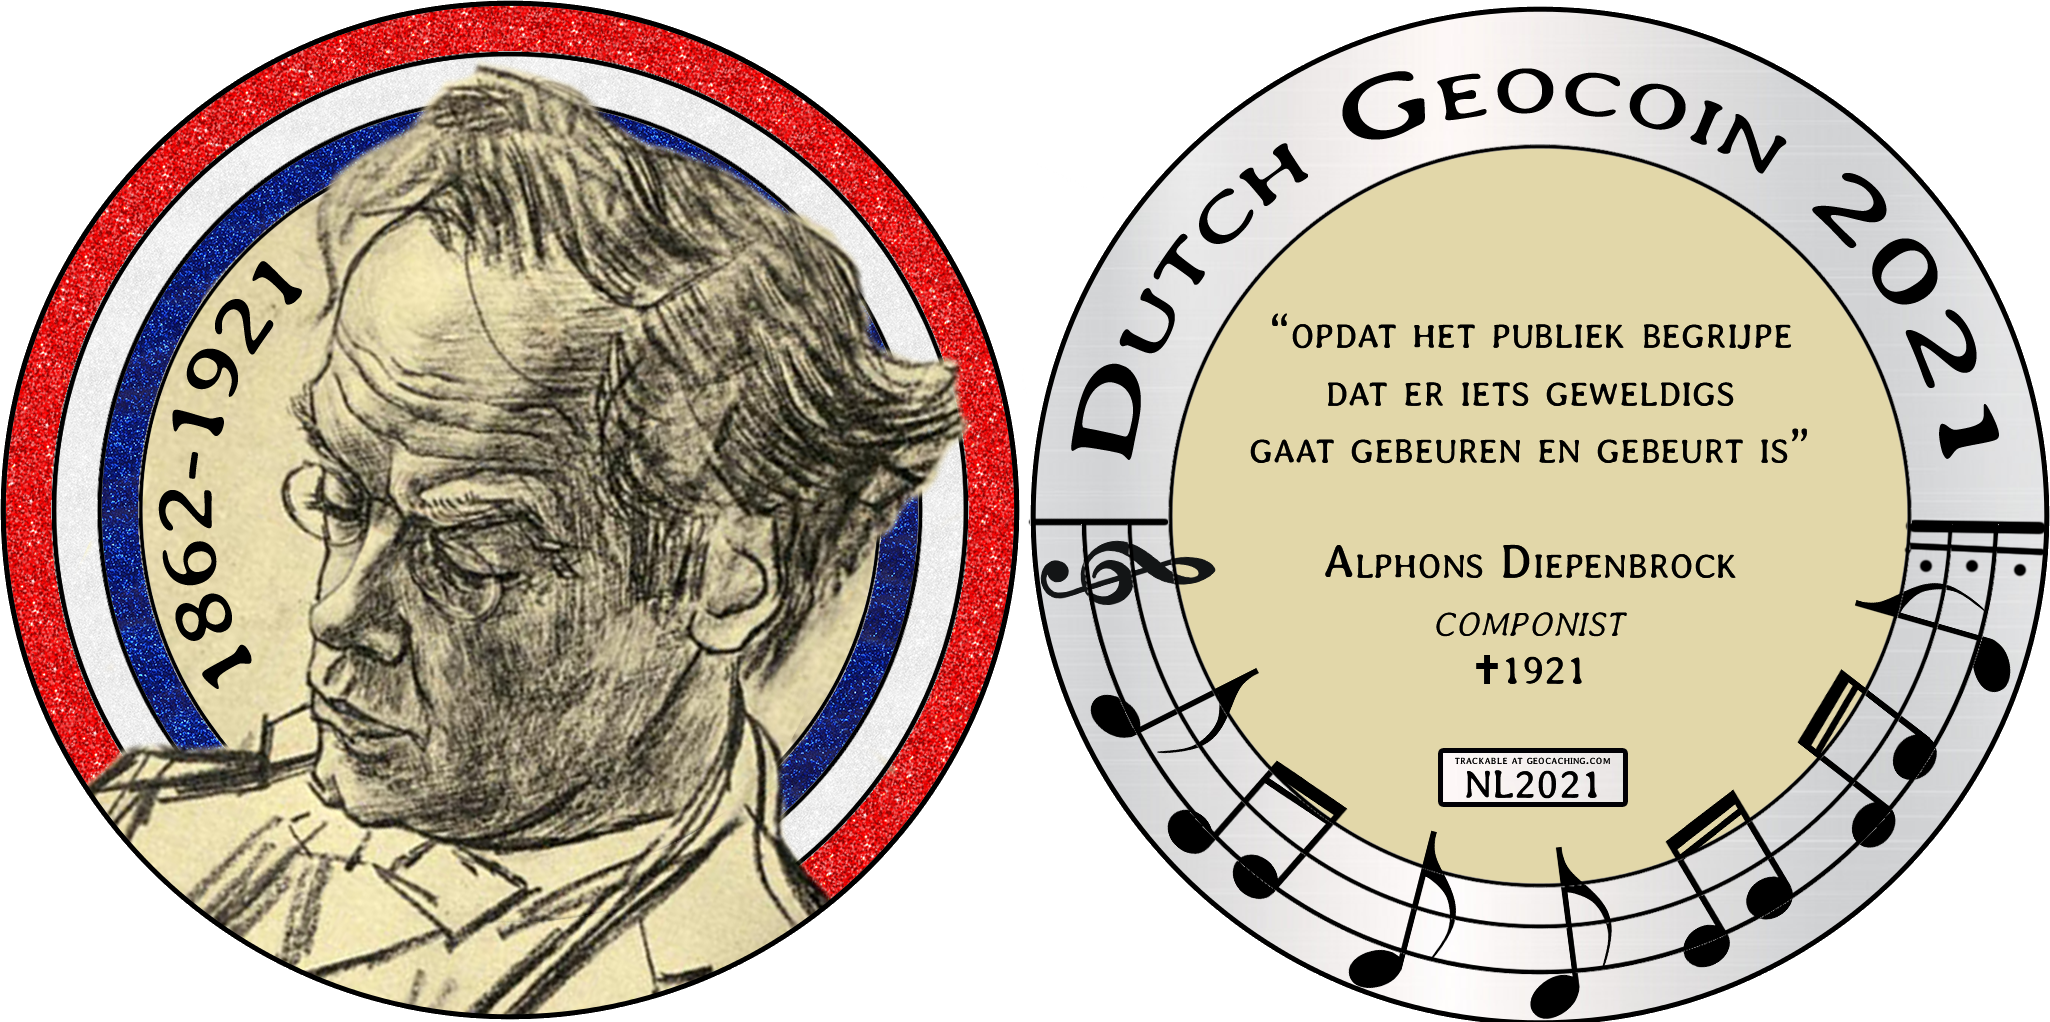 1862-1921
Dutch Geocoin 2021
“opdat het publiek begrijpe
dat er iets geweldigs
gaat gebeuren en gebeurt is”
Alphons Diepenbrock
componist
✝1921
trackable at geocaching.com
NL2021